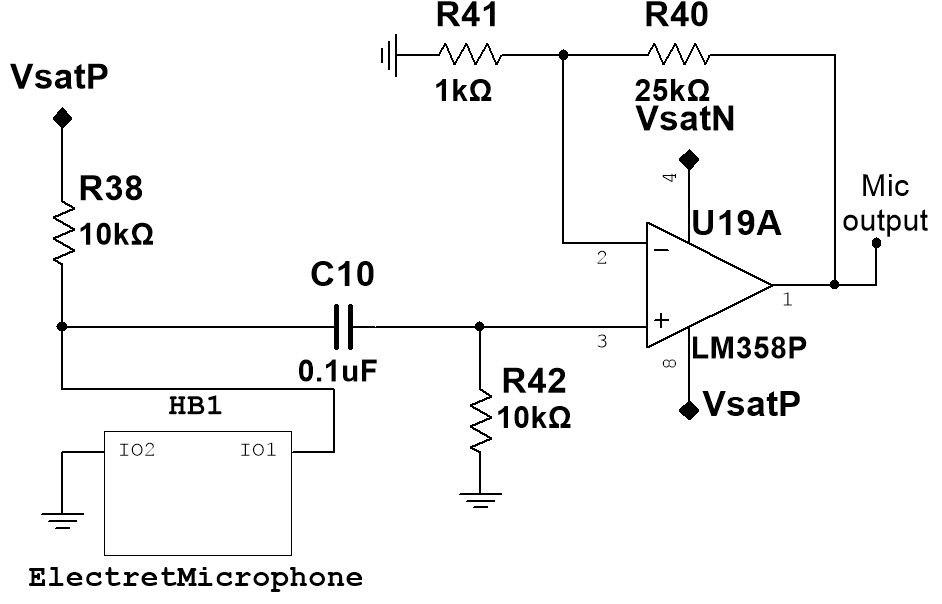 R41
R40
1kΩ
25kΩ
VsatP
VsatN
4
Mic
output
R38
10kΩ
U19A
2
−
1
C10
+
3
0.1uF
LM358P
8
R42
10kΩ
VsatP
HB1
IO2
IO1
ElectretMicrophone